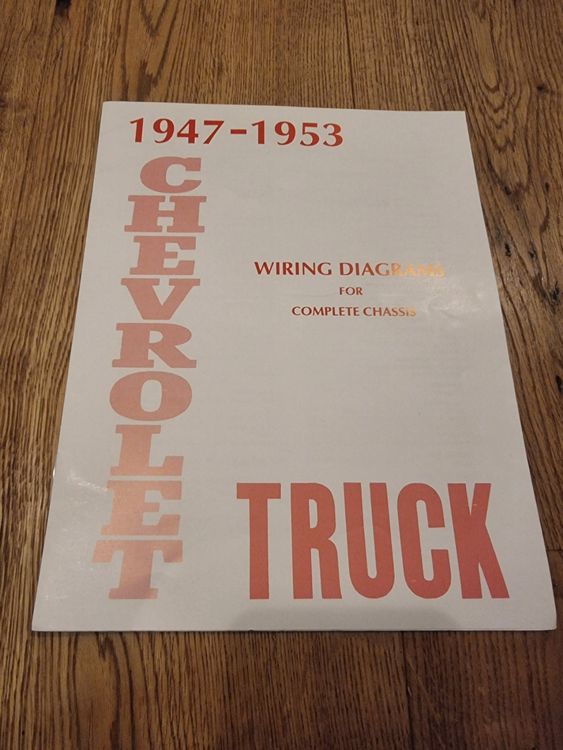 1947-1953
CHEVROLET
WIRING DIAGRAMS
FOR
COMPLETE CHASSIS
TRUCK